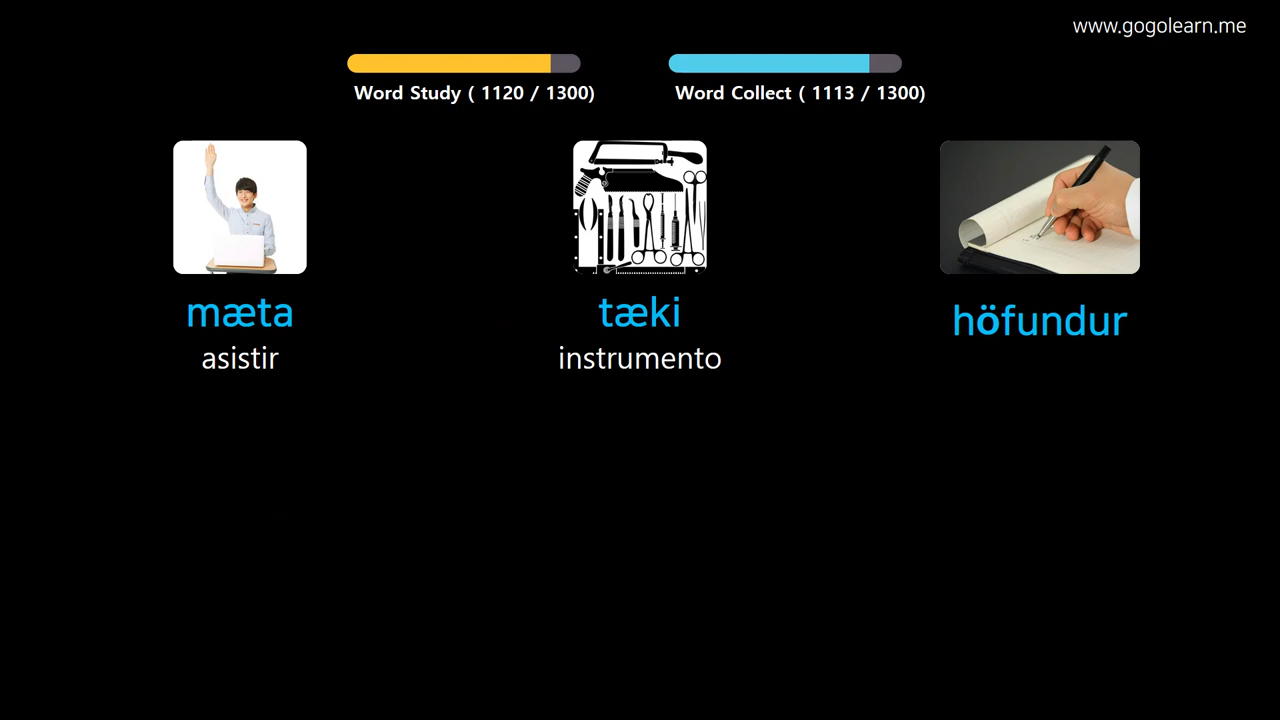 www.gogolearn.me
Word Study ( 1120 / 1300)
Word Collect ( 1113 / 1300)
mæta
asistir
tæki
instrumento
höfundur